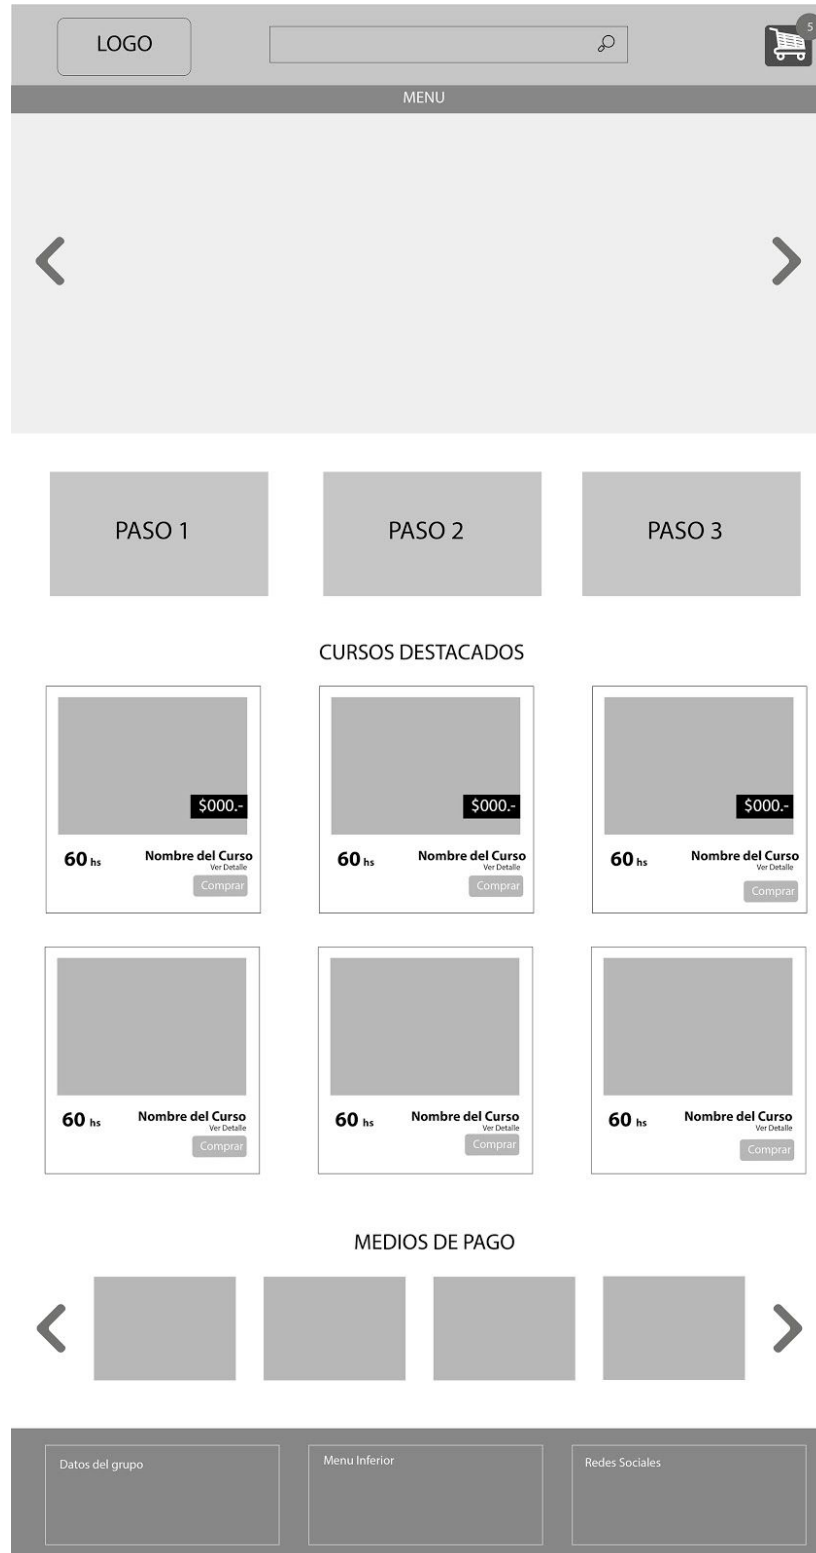 LOGO
5
MENU
PASO 1
PASO 2
PASO 3
CURSOS DESTACADOS
$000.-
60 hs
Nombre del Curso
Ver Detalle
Comprar
$000.-
60 hs
Nombre del Curso
Ver Detalle
Comprar
$000.-
60 hs
Nombre del Curso
Ver Detalle
Comprar
60 hs
Nombre del Curso
Ver Detalle
Comprar
60 hs
Nombre del Curso
Ver Detalle
Comprar
60 hs
Nombre del Curso
Ver Detalle
Comprar
MEDIOS DE PAGO
Datos del grupo
Menu Inferior
Redes Sociales